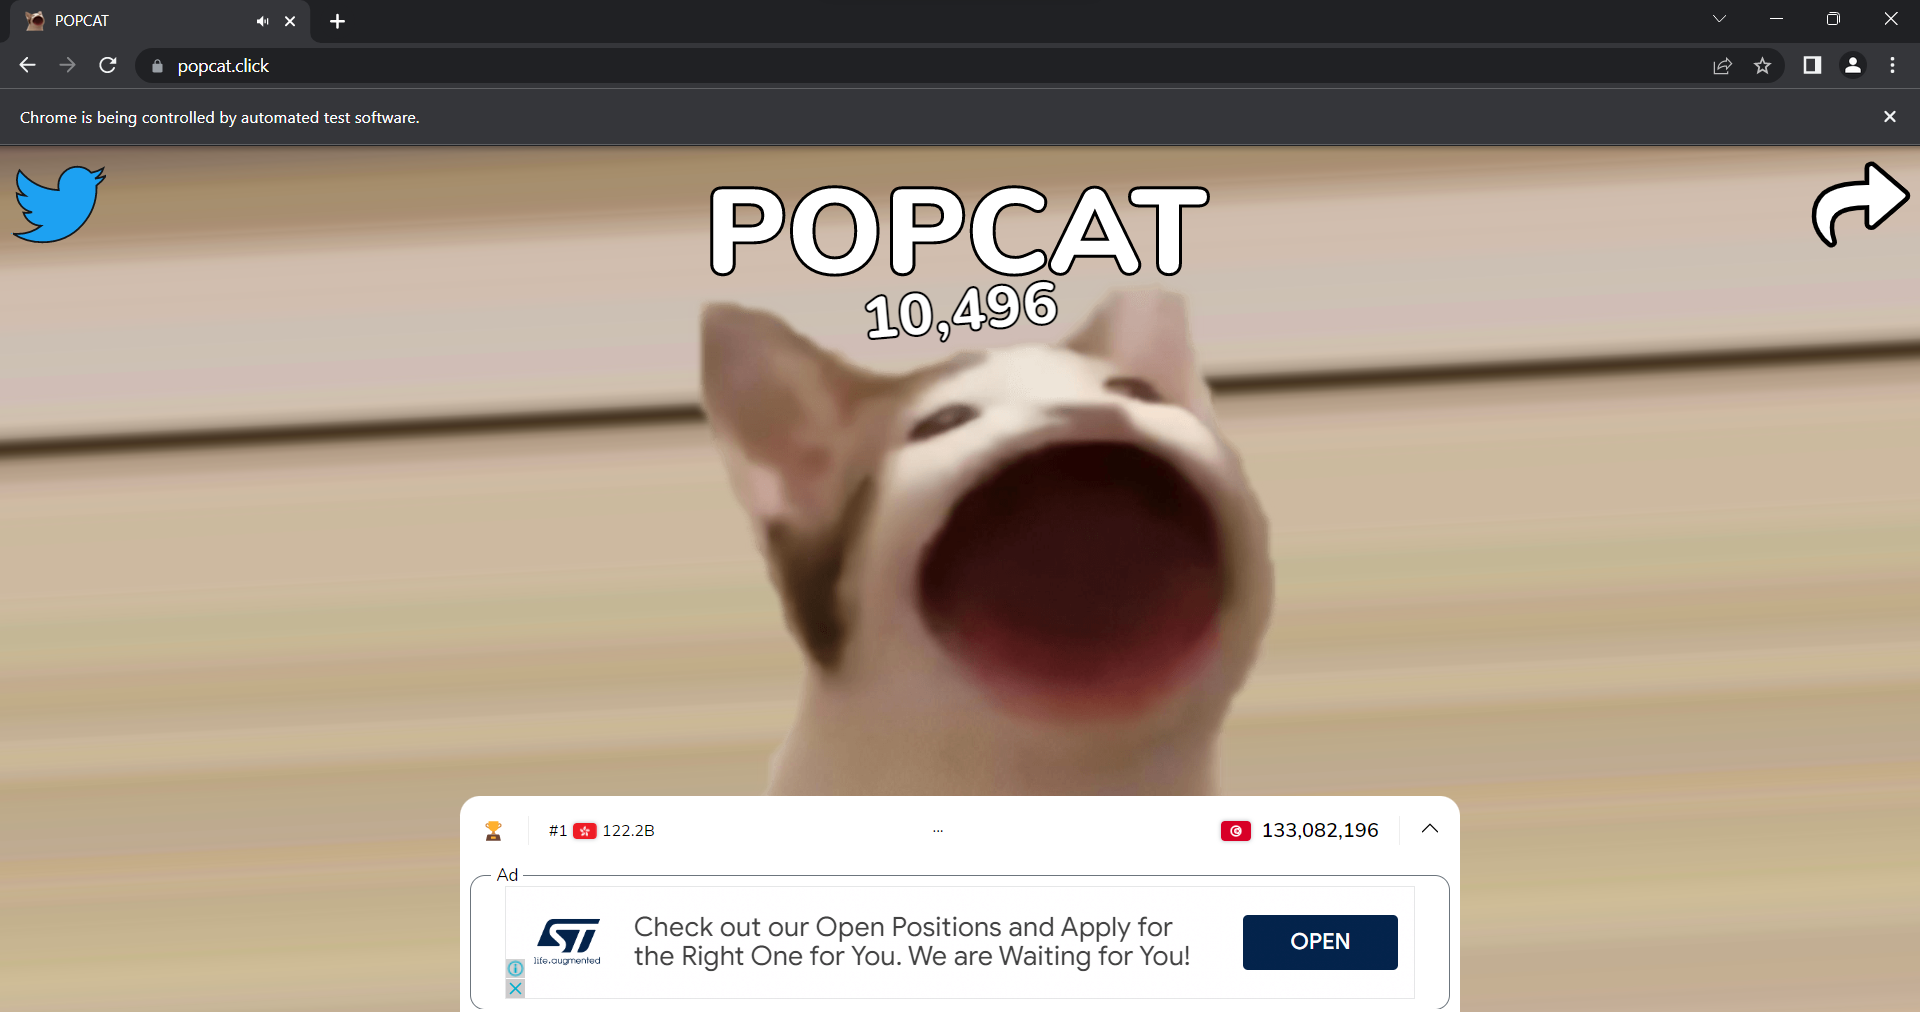 POPCAT
popcat.click
Chrome is being controlled by automated test software.
POPCAT
10,496
#1 122.2B ... 133,082,196
Ad
ST
life.augmented
Check out our Open Positions and Apply for
the Right One for You. We are Waiting for You!
OPEN